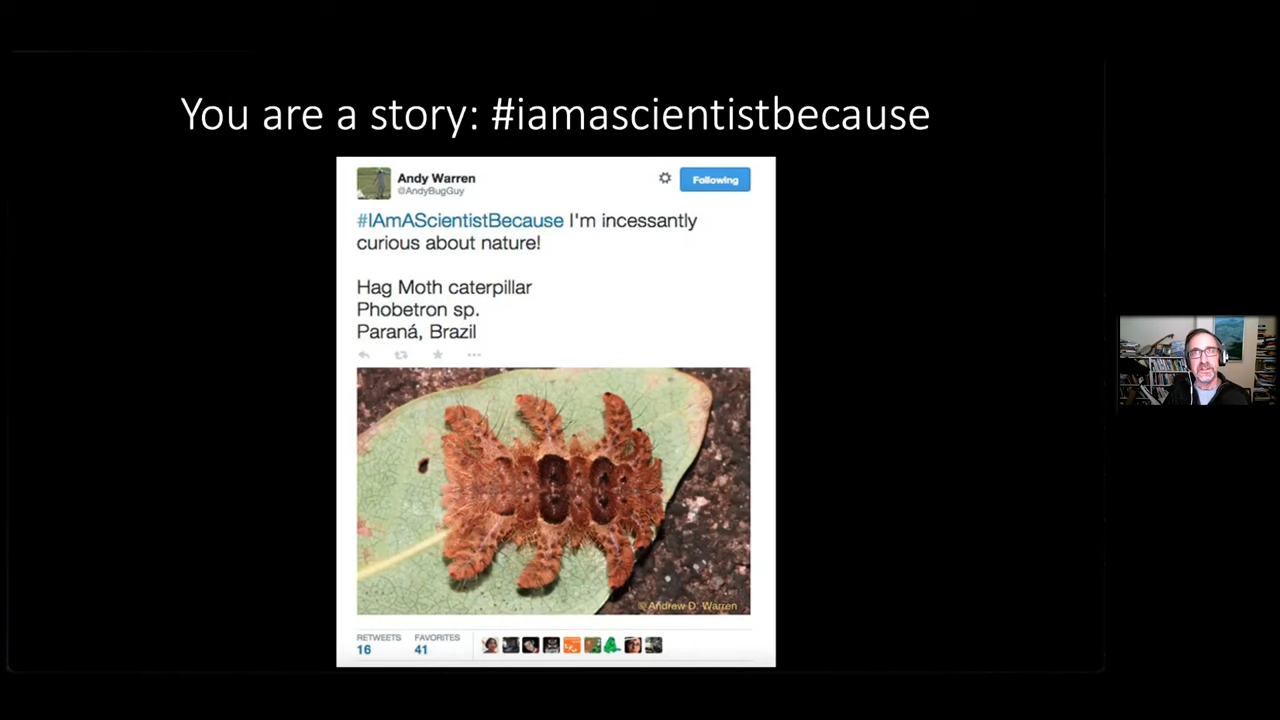 You are a story: #iamascientistbecause
Andy Warren
@AndyBugGuy
Following
#IAmAScientistBecause I'm incessantly
curious about nature!
Hag Moth caterpillar
Phobetron sp.
Paraná, Brazil
© Andrew D. Warren
RETWEETS
16
FAVORITES
41